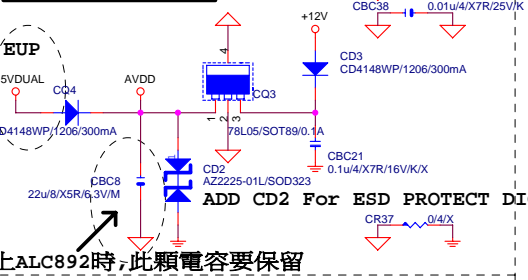 CBC38
0.01u/4/X7R/25V/K
+12V
EUP
4
CD3
CD4148WP/1206/300mA
5VDUAL
CQ4
AVDD
CQ3
D4148WP/1206/300mA
1
2
3
78L05/SOT89/0.1A
CBC21
0.1u/4/X7R/16V/K/X
CBC8
22u/8/X5R/6.3V/M
CD2
AZ2225-01L/SOD323
ADD CD2 For ESD PROTECT DI
CR37
0/4/X
上ALC892時,此顆電容要保留